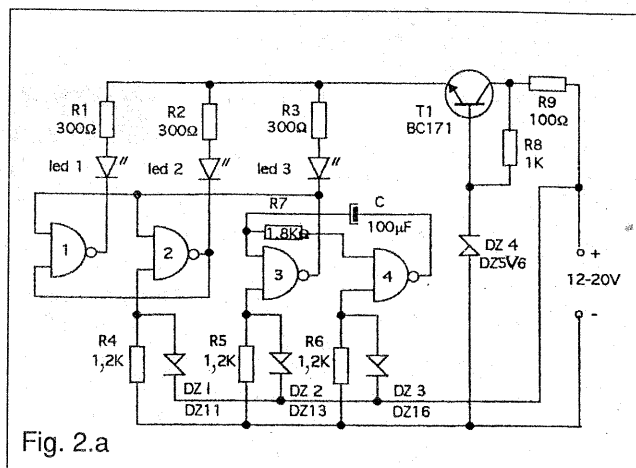 R1
300Ω
R2
300Ω
R3
300Ω
T1
BC171
R9
100Ω
R8
1K
led 1
led 2
led 3
R7
1.8KΩ
C
100µF
1
2
3
4
DZ 4
DZ5V6
+
12-20V
-
R4
1,2K
R5
1,2K
R6
1,2K
DZ 1
DZ11
DZ 2
DZ13
DZ 3
DZ16
Fig. 2.a